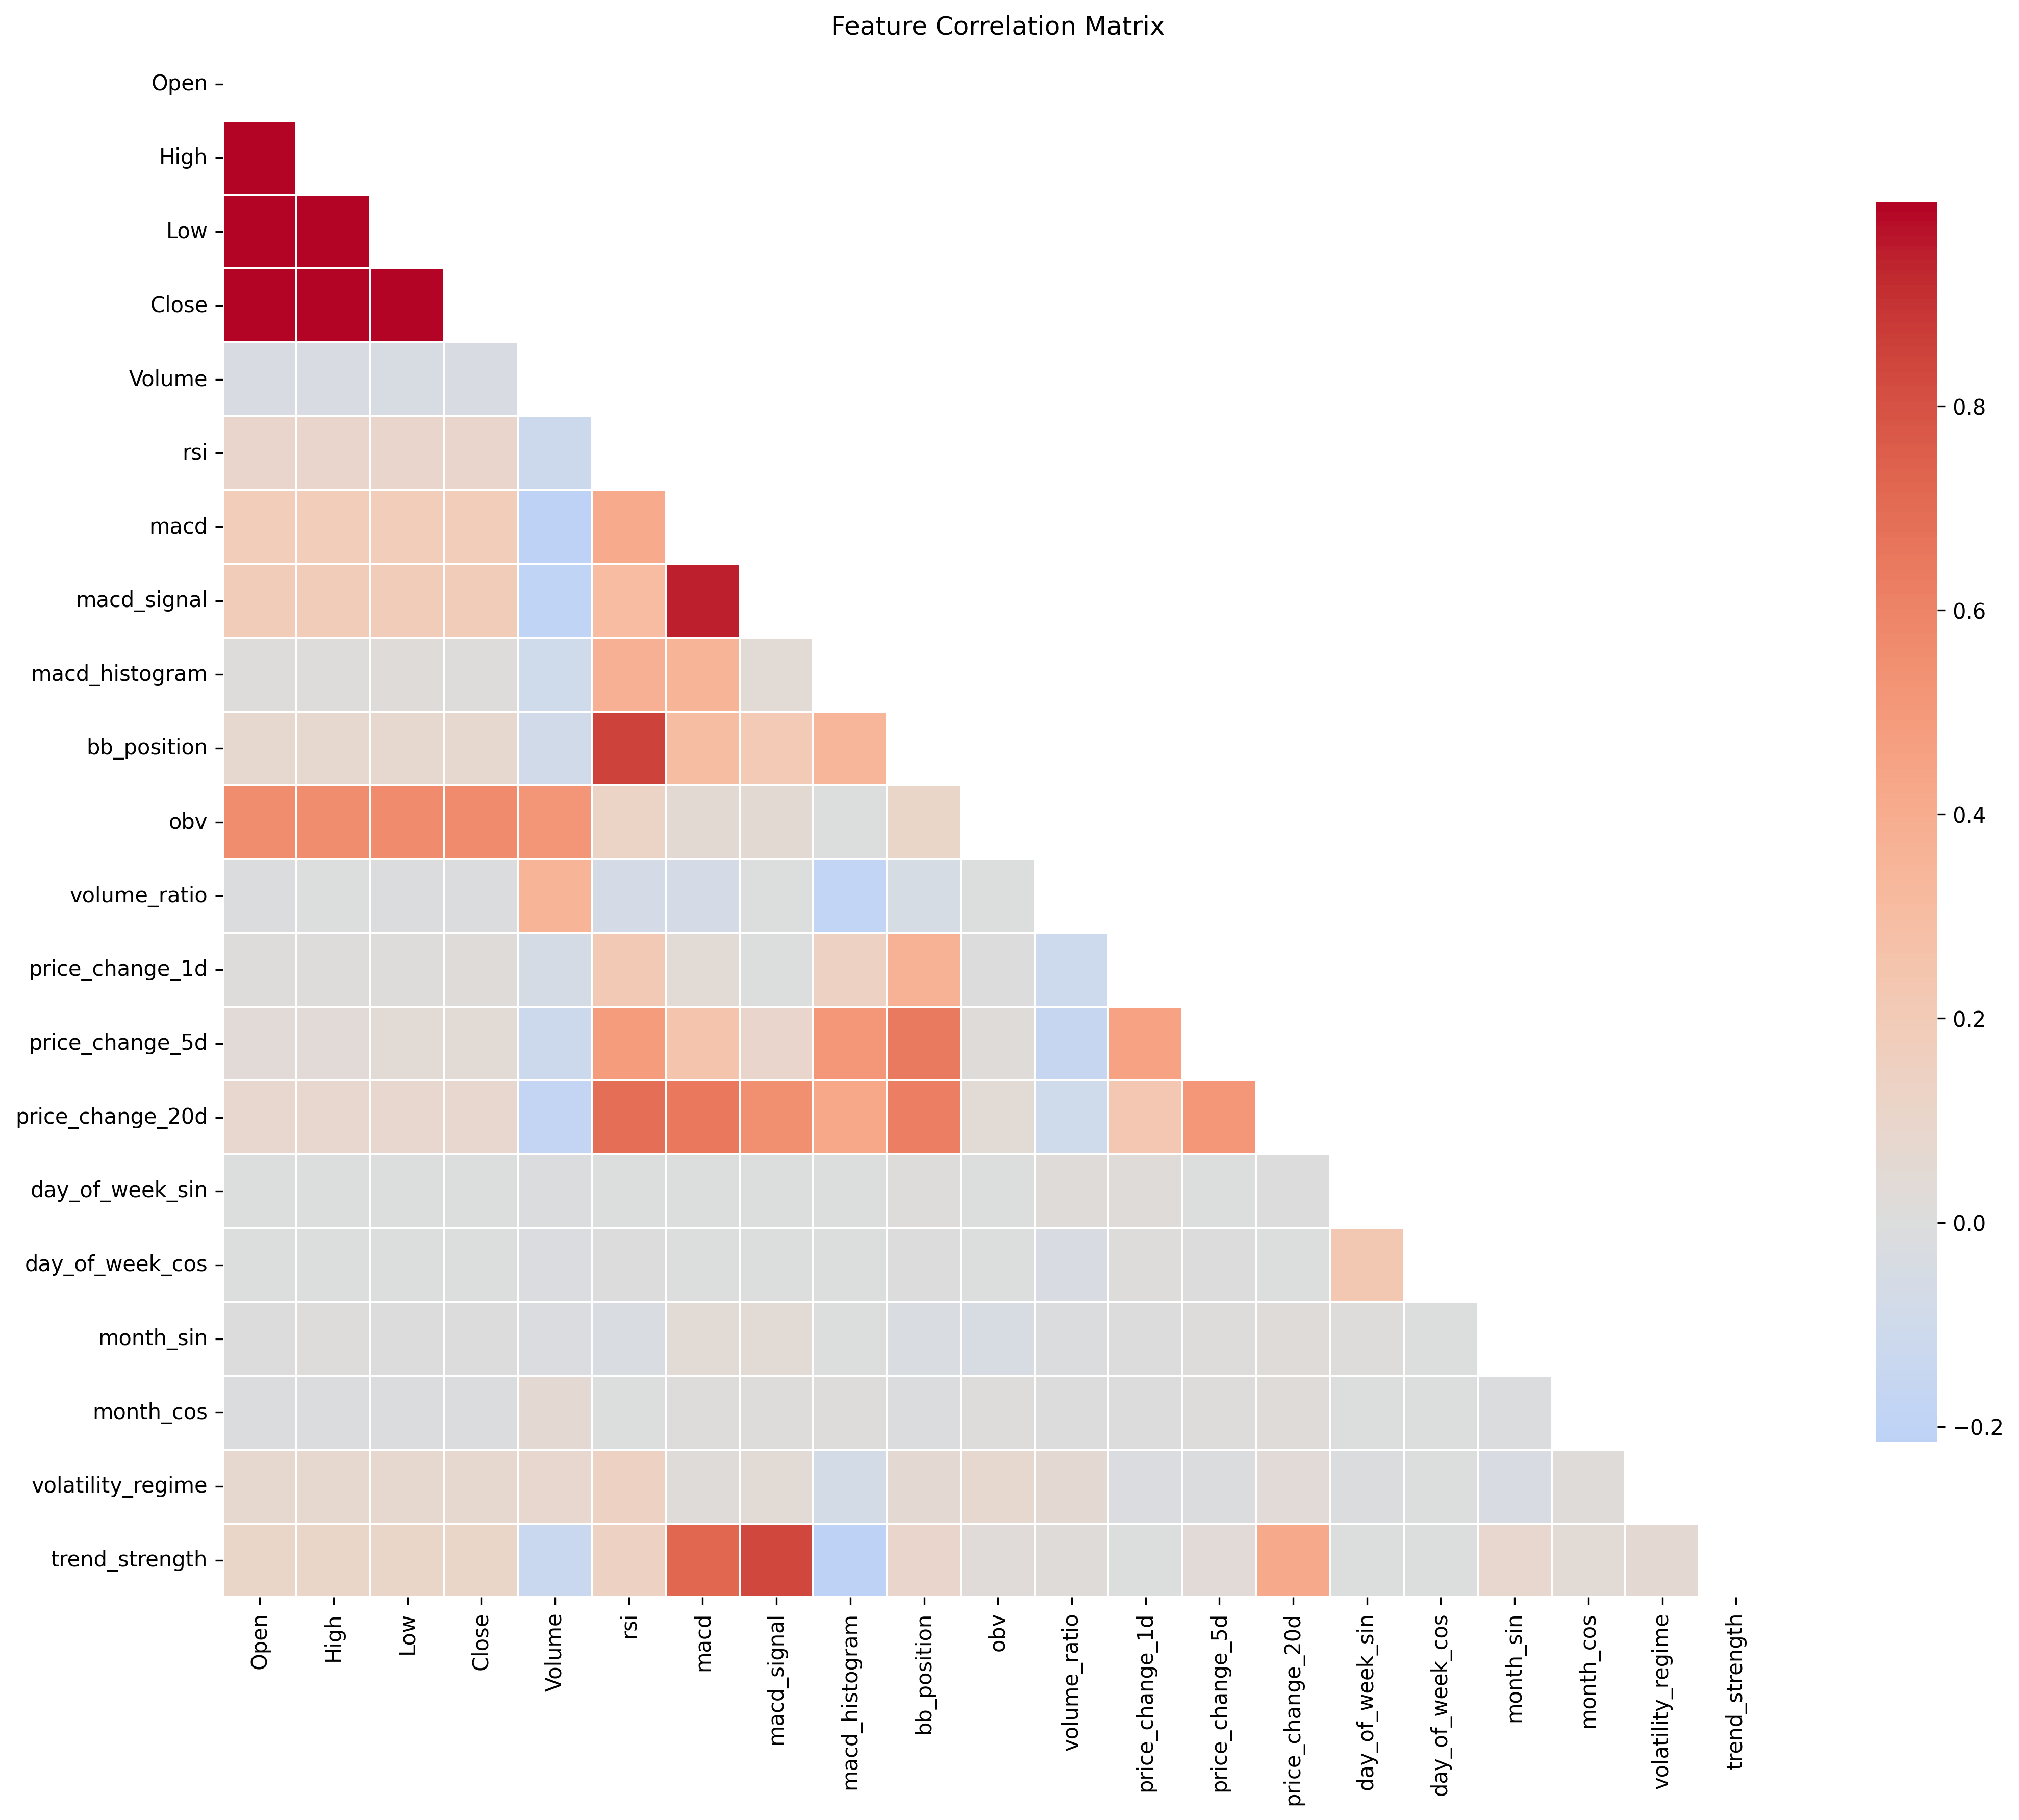 Feature Correlation Matrix
Open
High
Low
Close
Volume
rsi
macd
macd_signal
macd_histogram
bb_position
obv
volume_ratio
price_change_1d
price_change_5d
price_change_20d
day_of_week_sin
day_of_week_cos
month_sin
month_cos
volatility_regime
trend_strength
Open
High
Low
Close
Volume
rsi
macd
macd_signal
macd_histogram
bb_position
obv
volume_ratio
price_change_1d
price_change_5d
price_change_20d
day_of_week_sin
day_of_week_cos
month_sin
month_cos
volatility_regime
trend_strength
0.8
0.6
0.4
0.2
0.0
−0.2